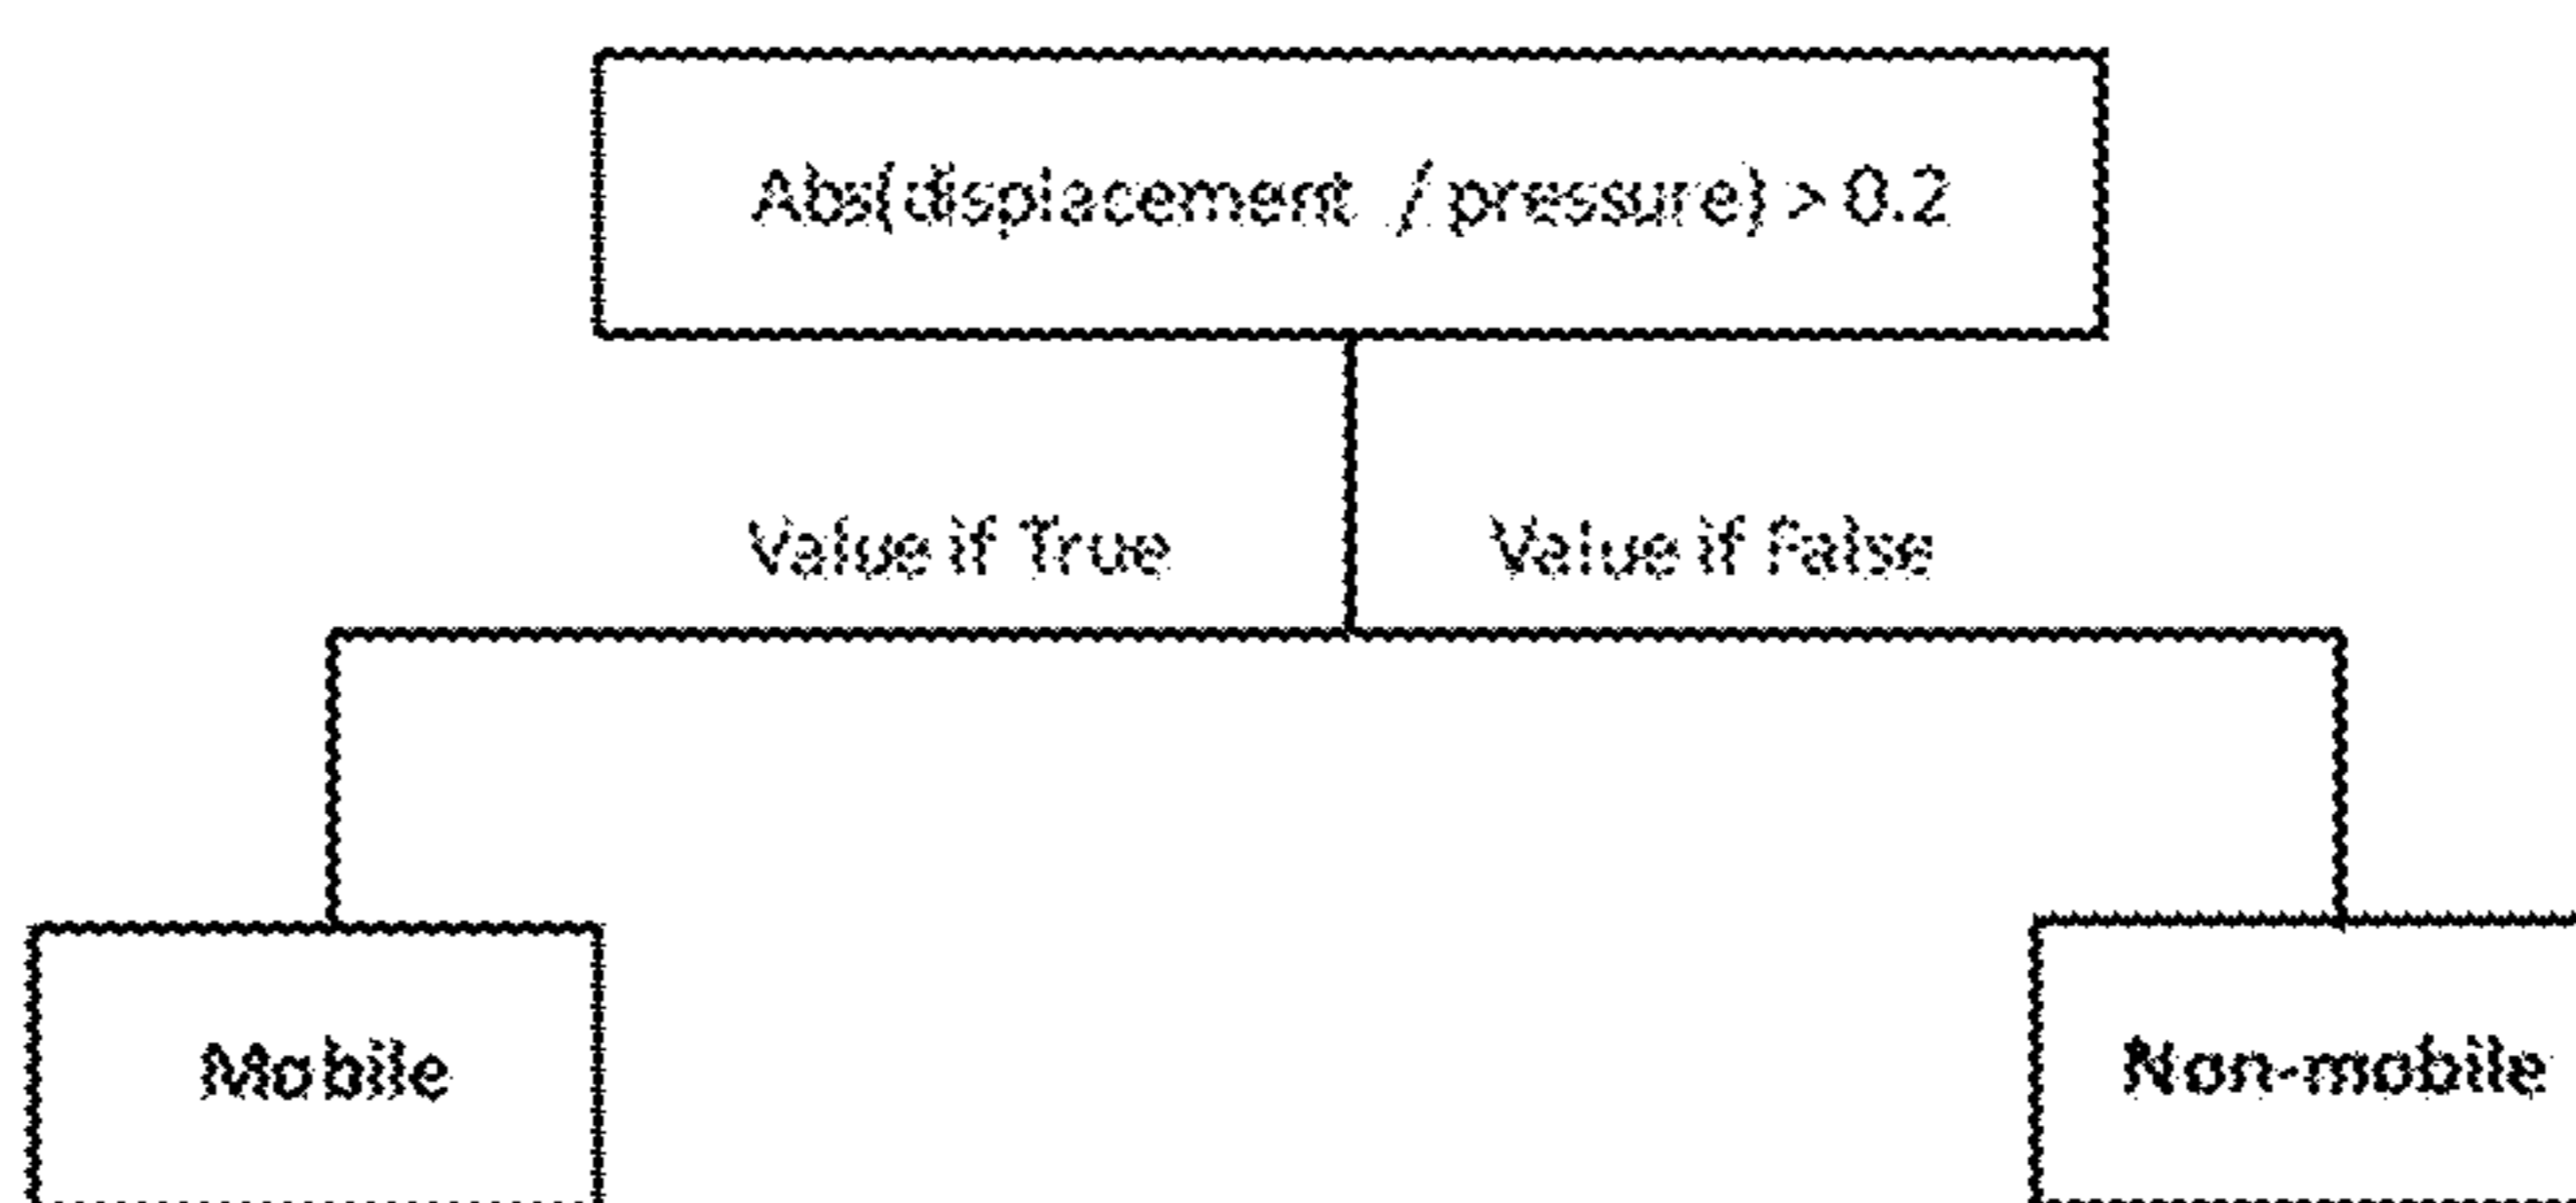 Abs(displacement / pressure) > 0.2
Value if True
Value if False
Mobile
Non-mobile